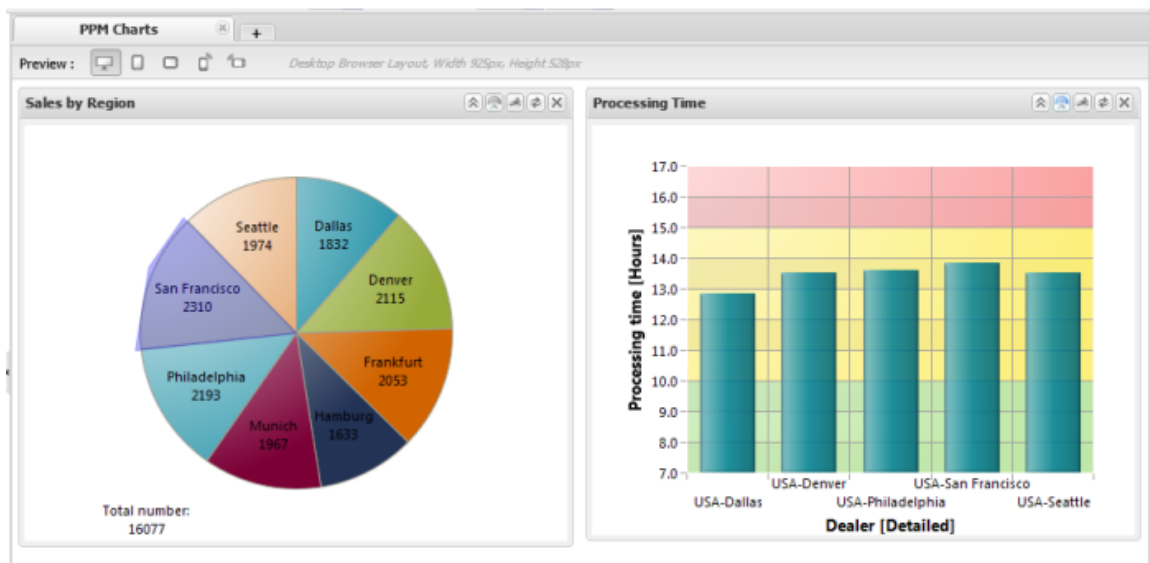 PPM Charts
+
Preview :
Desktop Browser Layout, Width 925px, Height 528px
Sales by Region
Seattle
1974
Dallas
1832
Denver
2115
San Francisco
2310
Frankfurt
2053
Philadelphia
2193
Hamburg
1633
Munich
1967
Total number:
16077
Processing Time
Processing time [Hours]
17.0
16.0
15.0
14.0
13.0
12.0
11.0
10.0
9.0
8.0
7.0
USA-Denver
USA-San Francisco
USA-Dallas
USA-Philadelphia
USA-Seattle
Dealer [Detailed]